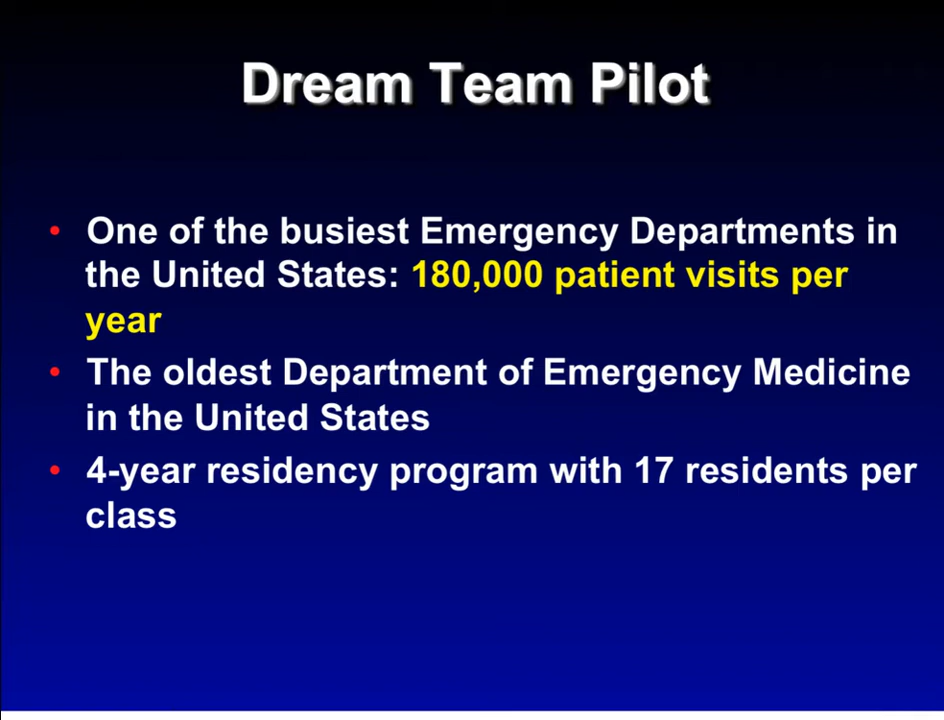 Dream Team Pilot
• One of the busiest Emergency Departments in
the United States: 180,000 patient visits per
year
• The oldest Department of Emergency Medicine
in the United States
• 4-year residency program with 17 residents per
class